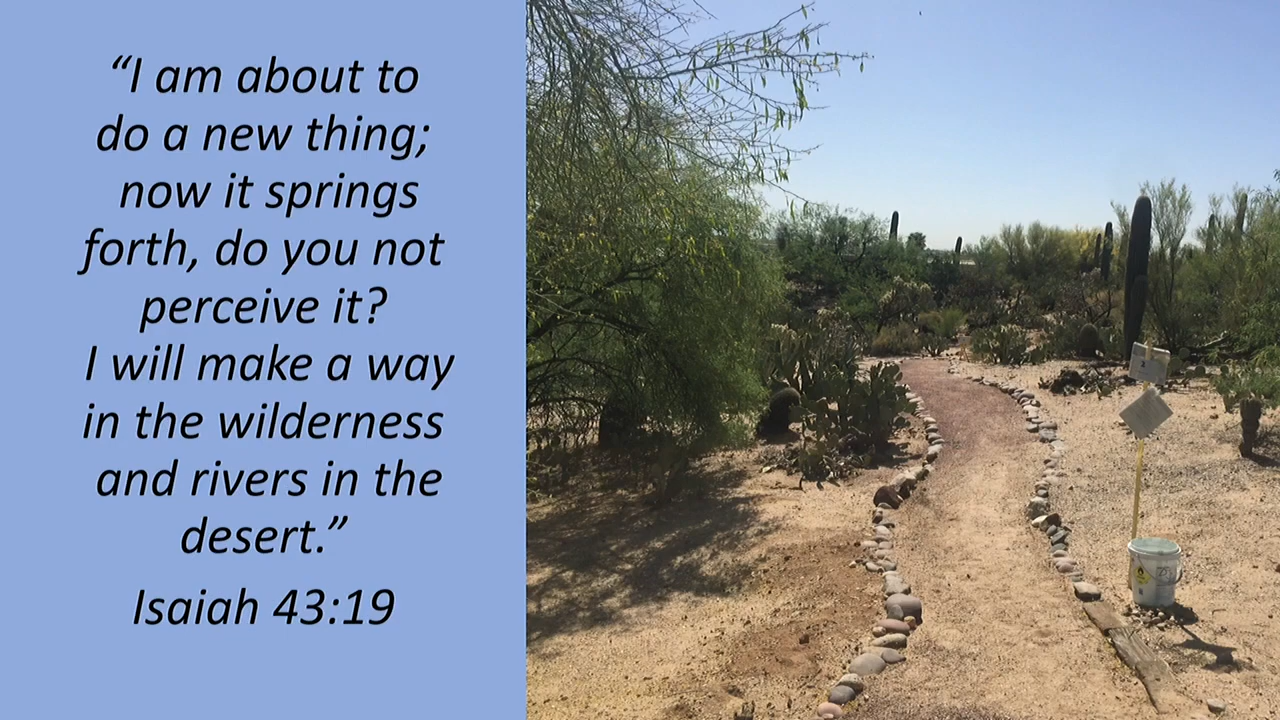 “I am about to
do a new thing;
now it springs
forth, do you not
perceive it?
I will make a way
in the wilderness
and rivers in the
desert.”
Isaiah 43:19